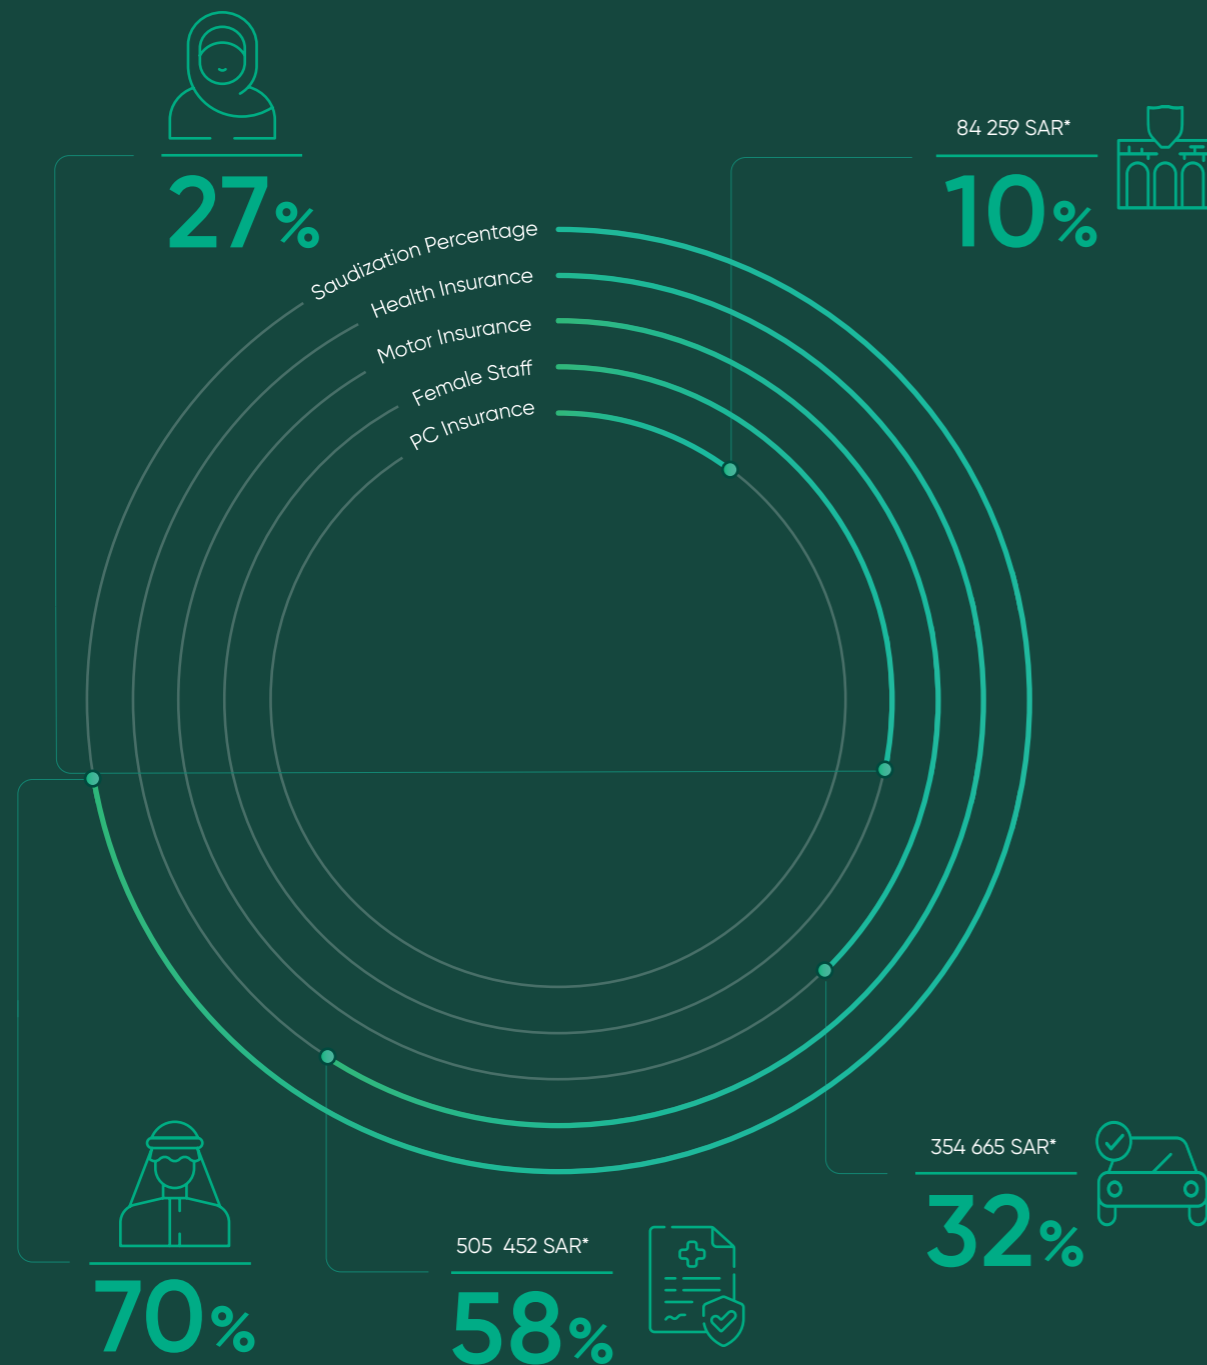 84 259 SAR*
27%
10%
Saudization Percentage
Health Insurance
Motor Insurance
Female Staff
PC Insurance
354 665 SAR*
32%
505 452 SAR*
70%
58%